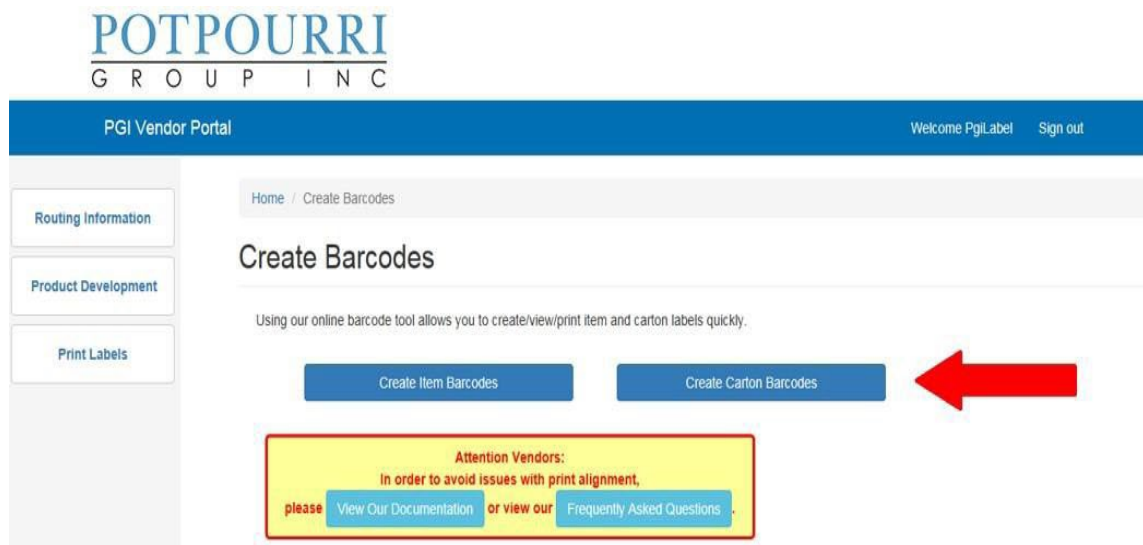 POTPOURRI
GROUP INC
PGI Vendor Portal Welcome PgiLabel Sign out
Home / Create Barcodes
Routing Information
Product Development
Print Labels
Create Barcodes
Using our online barcode tool allows you to create/view/print item and carton labels quickly.
Create Item Barcodes Create Carton Barcodes
Attention Vendors:
In order to avoid issues with print alignment,
please View Our Documentation or view our Frequently Asked Questions .